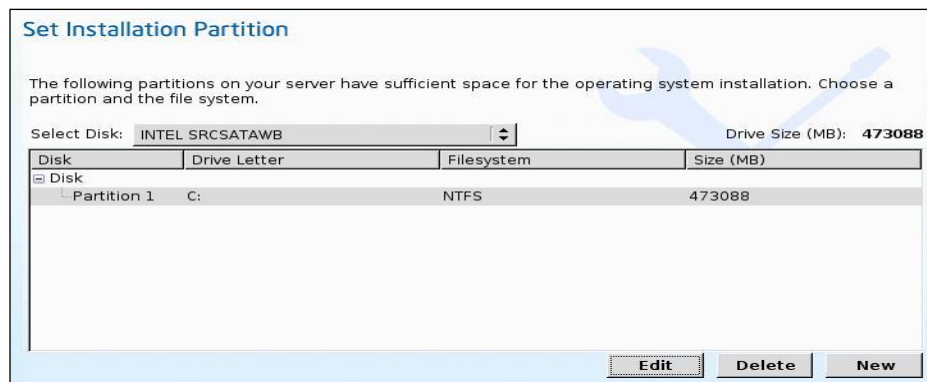 Set Installation Partition
The following partitions on your server have sufficient space for the operating system installation. Choose a
partition and the file system.
Select Disk: INTEL SRCSATAWB Drive Size (MB): 473088
Disk Drive Letter Filesystem Size (MB)
Disk
Partition 1 C: NTFS 473088
Edit Delete New